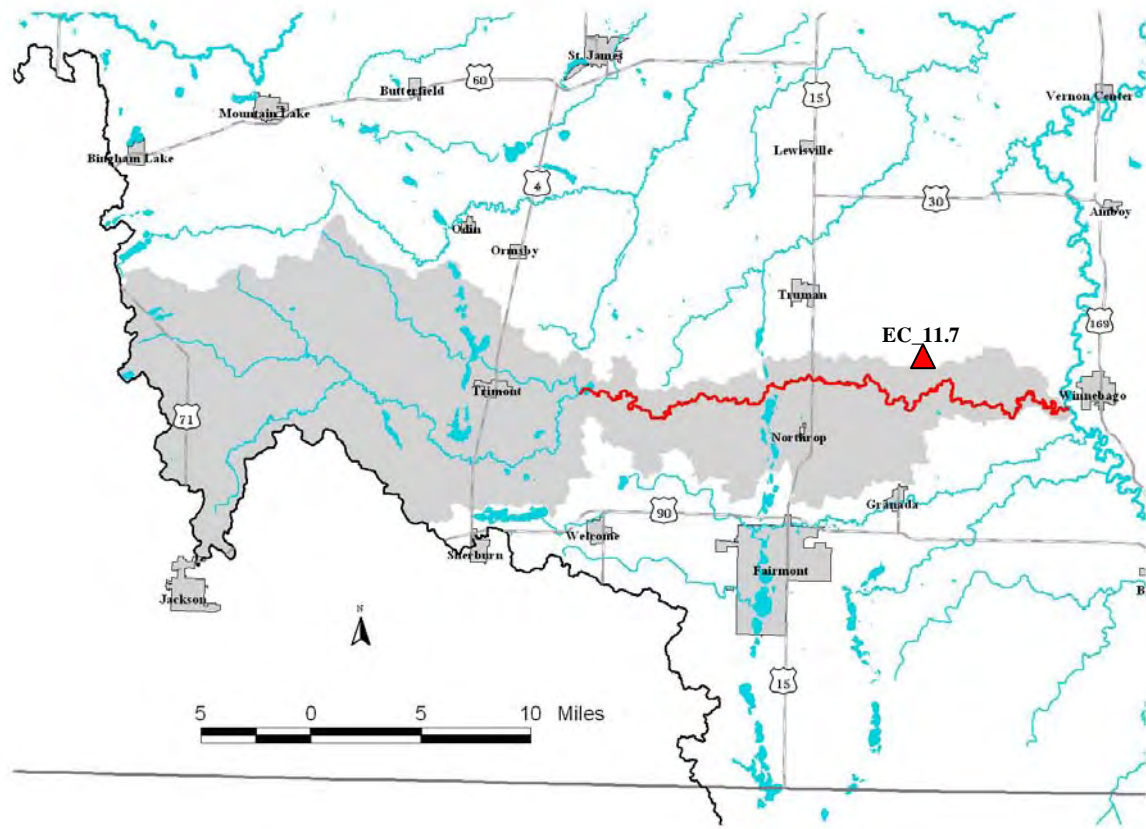 St. James
60
Butterfield
15
Vernon Center
Mountain Lake
Lewisville
Bingham Lake
4
30
Amboy
Odin
Ormsby
Truman
EC_11.7
169
Trimont
Winnebago
71
Northrop
Granada
90
Sherburn
Welcome
Fairmont
Jackson
B
N
15
5 0 5 10 Miles